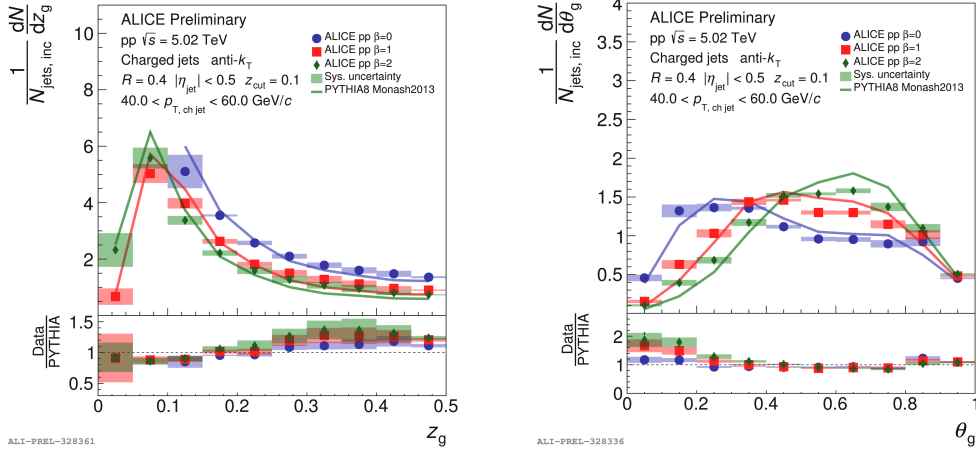 ALICE Preliminary
pp √s = 5.02 TeV
Charged jets anti-kT
R = 0.4 |ηjet| < 0.5 zcut = 0.1
40.0 < pT, ch jet < 60.0 GeV/c
ALICE pp β=0
ALICE pp β=1
ALICE pp β=2
Sys. uncertainty
PYTHIA8 Monash2013
1/Njets, inc dN/dzg
10
8
6
4
2
Data/PYTHIA
1.5
1
0.5
0 0.1 0.2 0.3 0.4 0.5
zg
ALI-PREL-328361
ALICE Preliminary
pp √s = 5.02 TeV
Charged jets anti-kT
R = 0.4 |ηjet| < 0.5 zcut = 0.1
40.0 < pT, ch jet < 60.0 GeV/c
ALICE pp β=0
ALICE pp β=1
ALICE pp β=2
Sys. uncertainty
PYTHIA8 Monash2013
1/Njets, inc dN/dθg
4
3.5
3
2.5
2
1.5
1
0.5
Data/PYTHIA
2
1
0
0 0.2 0.4 0.6 0.8 1
θg
ALI-PREL-328336